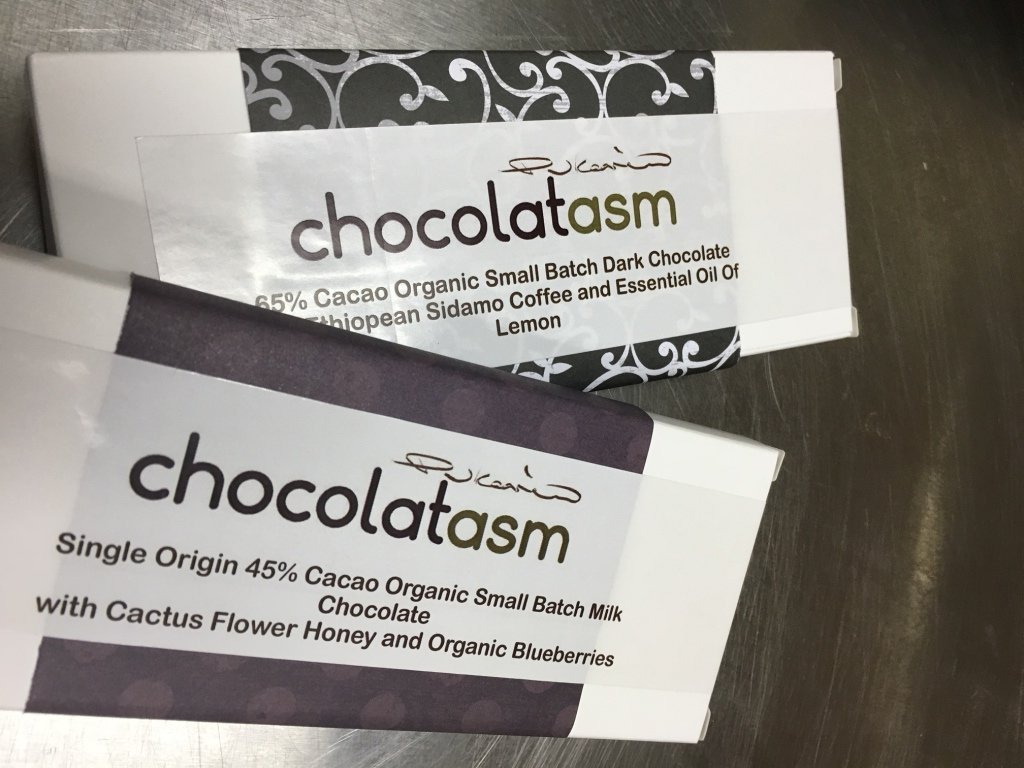 chocolatasm
65% Cacao Organic Small Batch Dark Chocolate
Ethiopean Sidamo Coffee and Essential Oil Of
Lemon
chocolatasm
Single Origin 45% Cacao Organic Small Batch Milk
Chocolate
with Cactus Flower Honey and Organic Blueberries